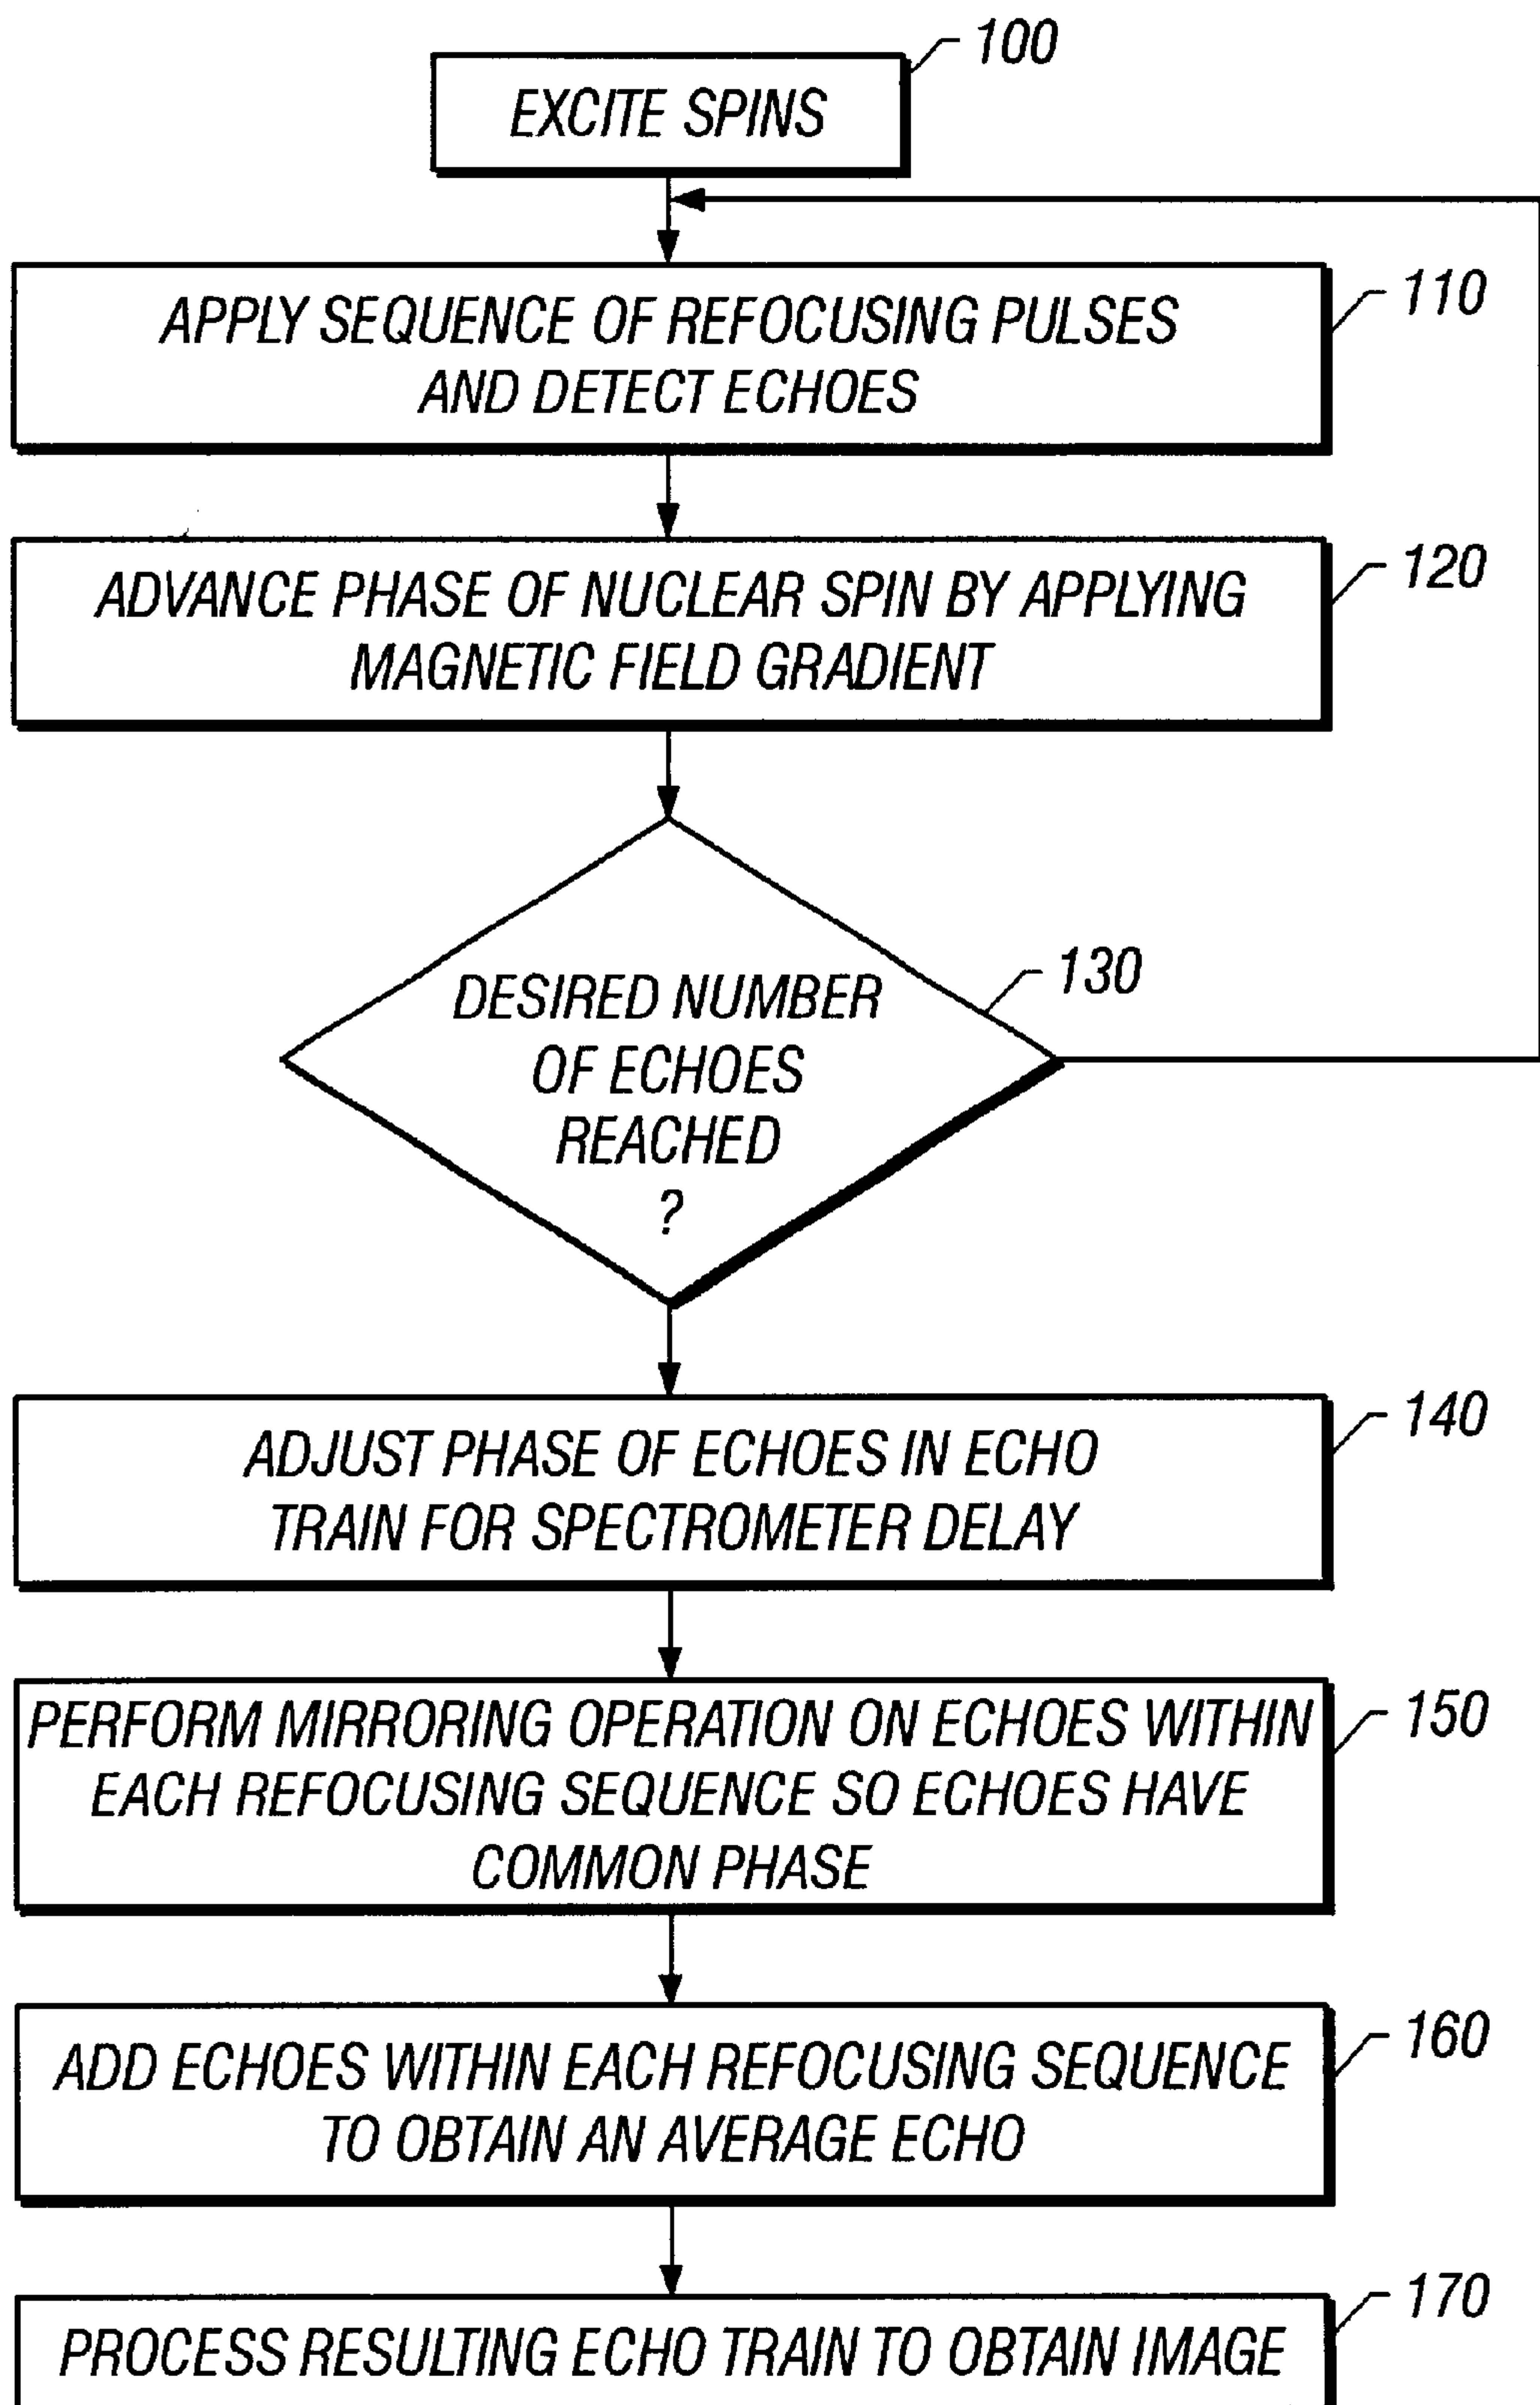 100
EXCITE SPINS
110
APPLY SEQUENCE OF REFOCUSING PULSES
AND DETECT ECHOES
120
ADVANCE PHASE OF NUCLEAR SPIN BY APPLYING
MAGNETIC FIELD GRADIENT
130
DESIRED NUMBER
OF ECHOES
REACHED
?
140
ADJUST PHASE OF ECHOES IN ECHO
TRAIN FOR SPECTROMETER DELAY
150
PERFORM MIRRORING OPERATION ON ECHOES WITHIN
EACH REFOCUSING SEQUENCE SO ECHOES HAVE
COMMON PHASE
160
ADD ECHOES WITHIN EACH REFOCUSING SEQUENCE
TO OBTAIN AN AVERAGE ECHO
170
PROCESS RESULTING ECHO TRAIN TO OBTAIN IMAGE